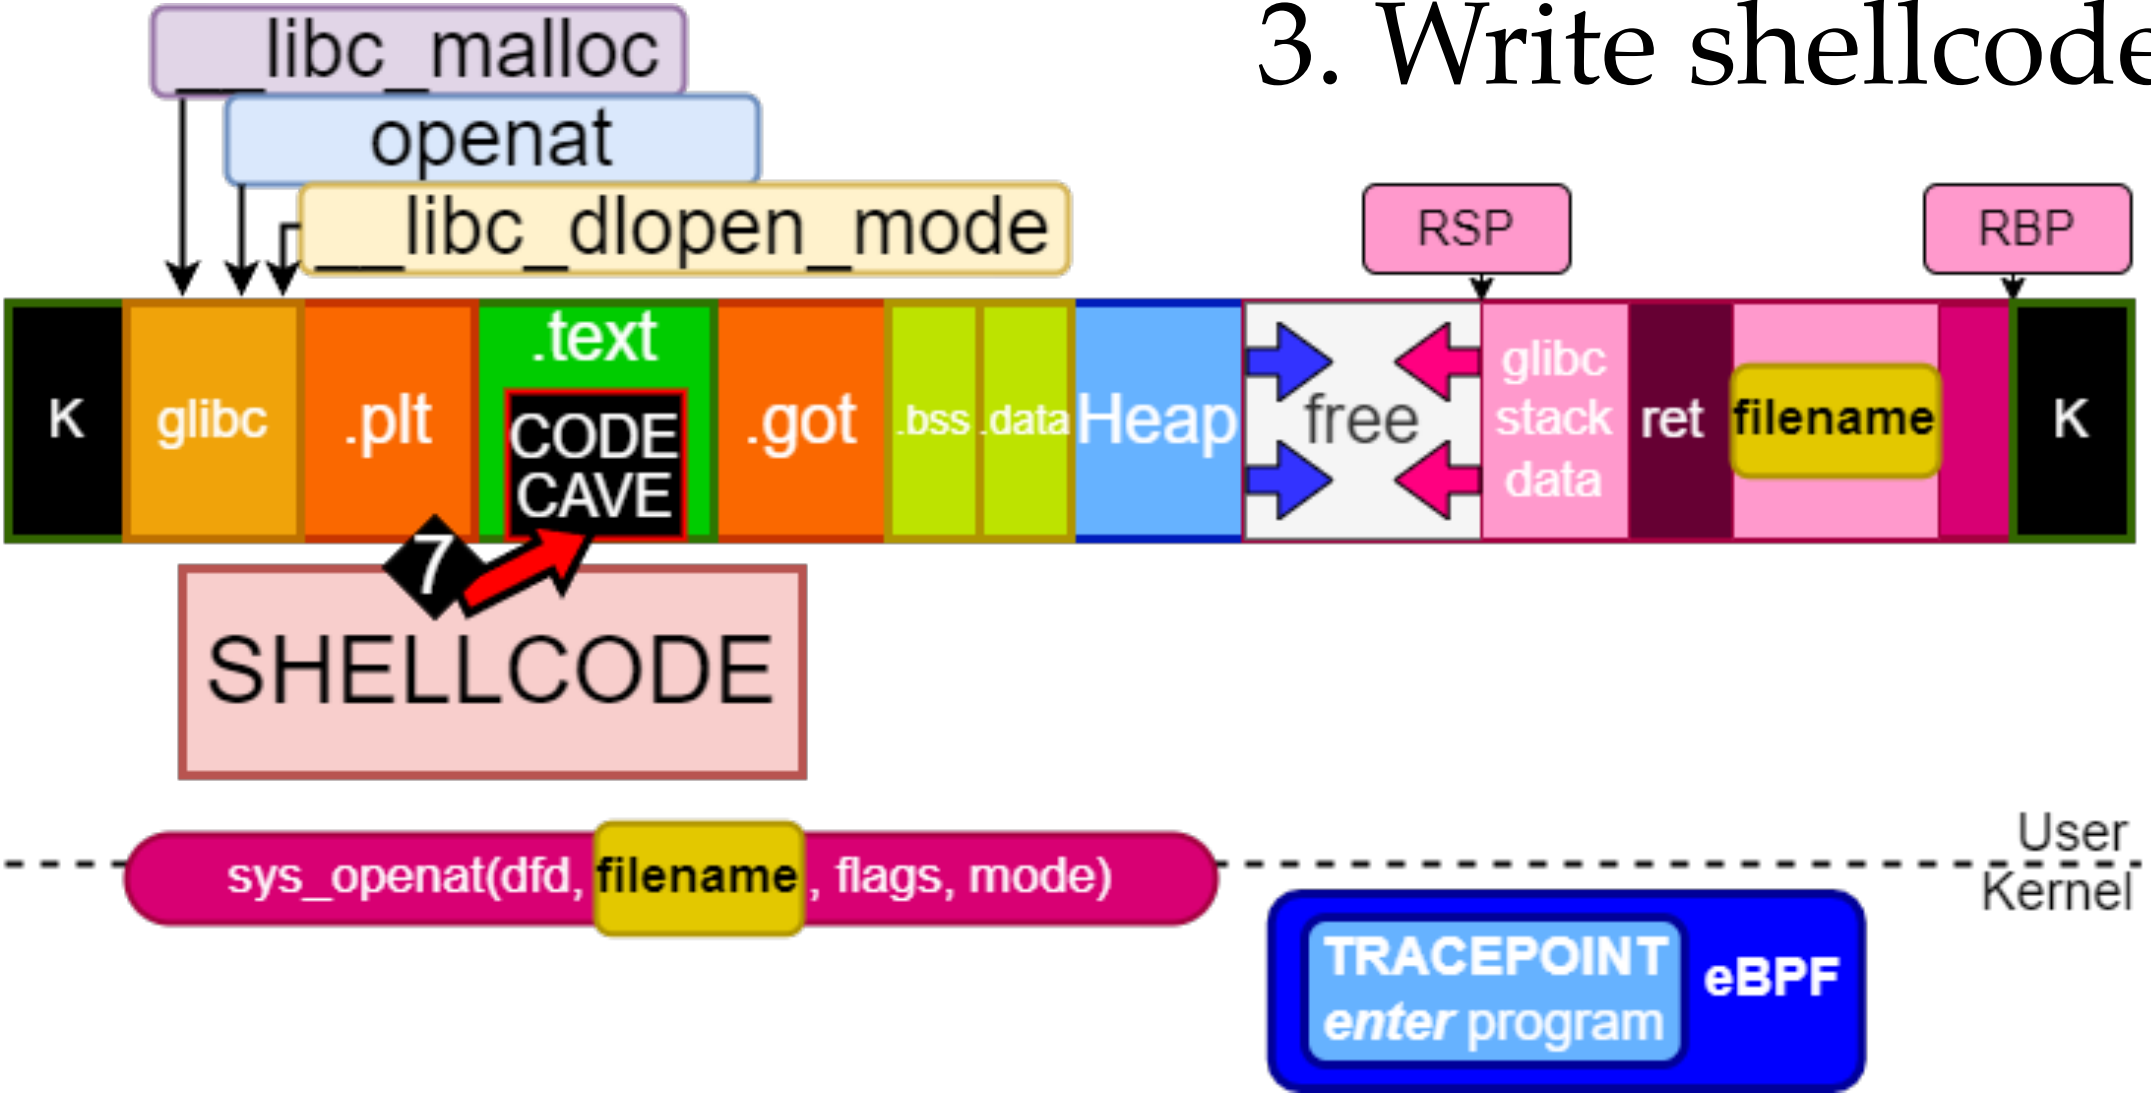 3. Write shellcode
__libc_malloc
openat
__libc_dlopen_mode
RSP
RBP
K
glibc
.plt
.text
CODE
CAVE
.got
.bss
.data
Heap
free
glibc
stack
data
ret
filename
K
7
SHELLCODE
sys_openat(dfd, filename, flags, mode)
User
Kernel
TRACEPOINT
enter program
eBPF